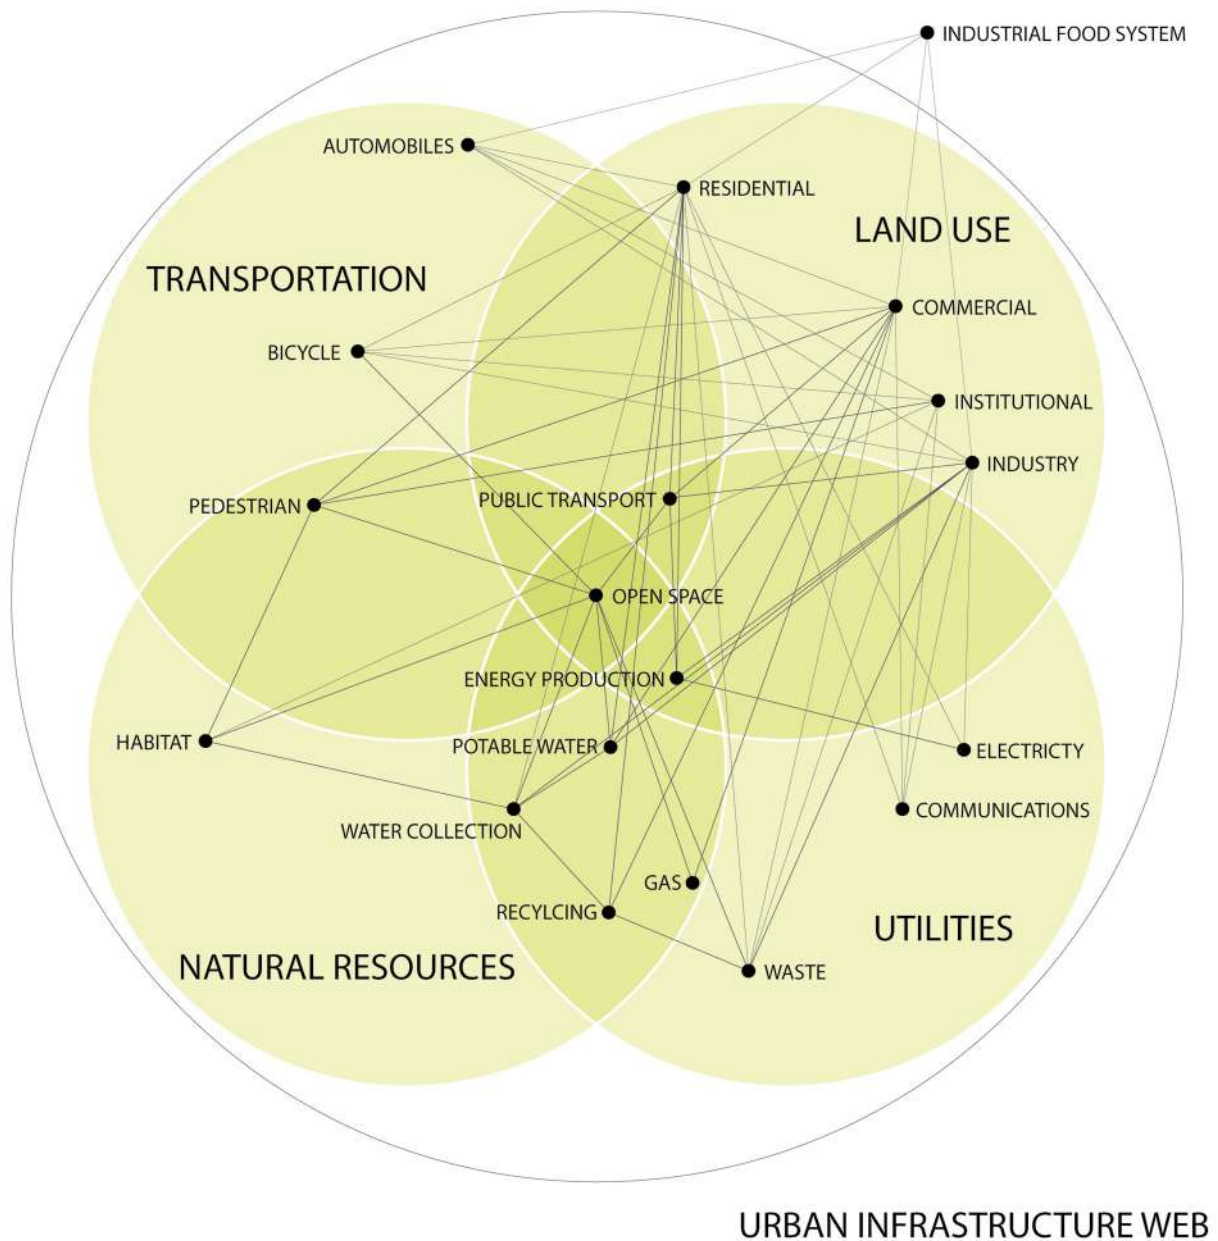 INDUSTRIAL FOOD SYSTEM
AUTOMOBILES
RESIDENTIAL
LAND USE
TRANSPORTATION
COMMERCIAL
BICYCLE
INSTITUTIONAL
INDUSTRY
PEDESTRIAN
PUBLIC TRANSPORT
OPEN SPACE
ENERGY PRODUCTION
HABITAT
POTABLE WATER
ELECTRICTY
COMMUNICATIONS
WATER COLLECTION
GAS
RECYLCING
UTILITIES
NATURAL RESOURCES
WASTE
URBAN INFRASTRUCTURE WEB